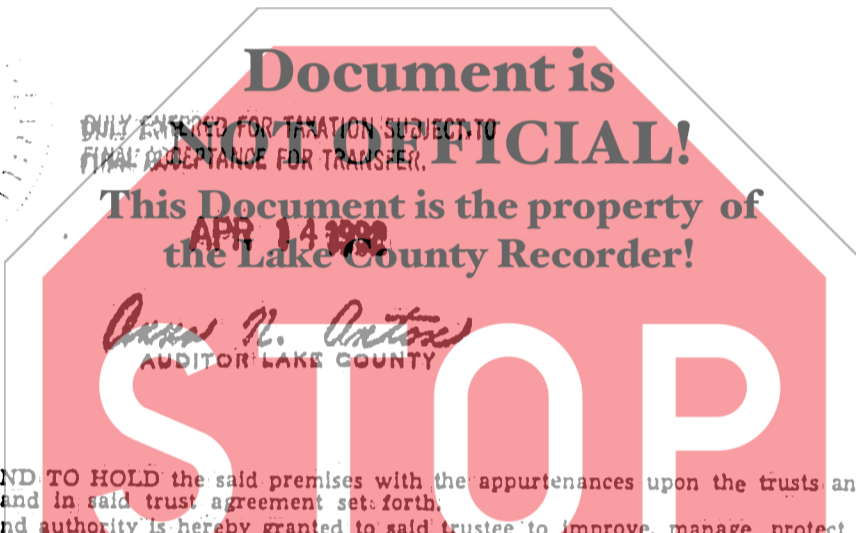 Document is
DULY ENTERED FOR TAXATION SUBJECT TO
NOT OFFICIAL!
FINAL ACCEPTANCE FOR TRANSFER.
This Document is the property of
APR 14
the Lake County Recorder!
Anna N. Antoses
AUDITOR LAKE COUNTY
STOP
ND TO HOLD the said premises with the appurtenances upon the trusts an
and in said trust agreement set forth.
nd authority is hereby granted to said trustee to improve, manage, protect